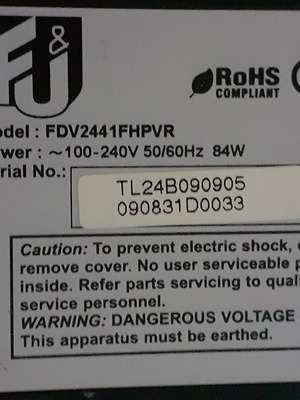 F&U
RoHS
COMPLIANT
odel : FDV2441FHPVR
wer : ~100-240V 50/60Hz 84W
rial No.:
TL24B090905
090831D0033
Caution: To prevent electric shock,
remove cover. No user serviceable p
inside. Refer parts servicing to quali
service personnel.
WARNING: DANGEROUS VOLTAGE
This apparatus must be earthed.